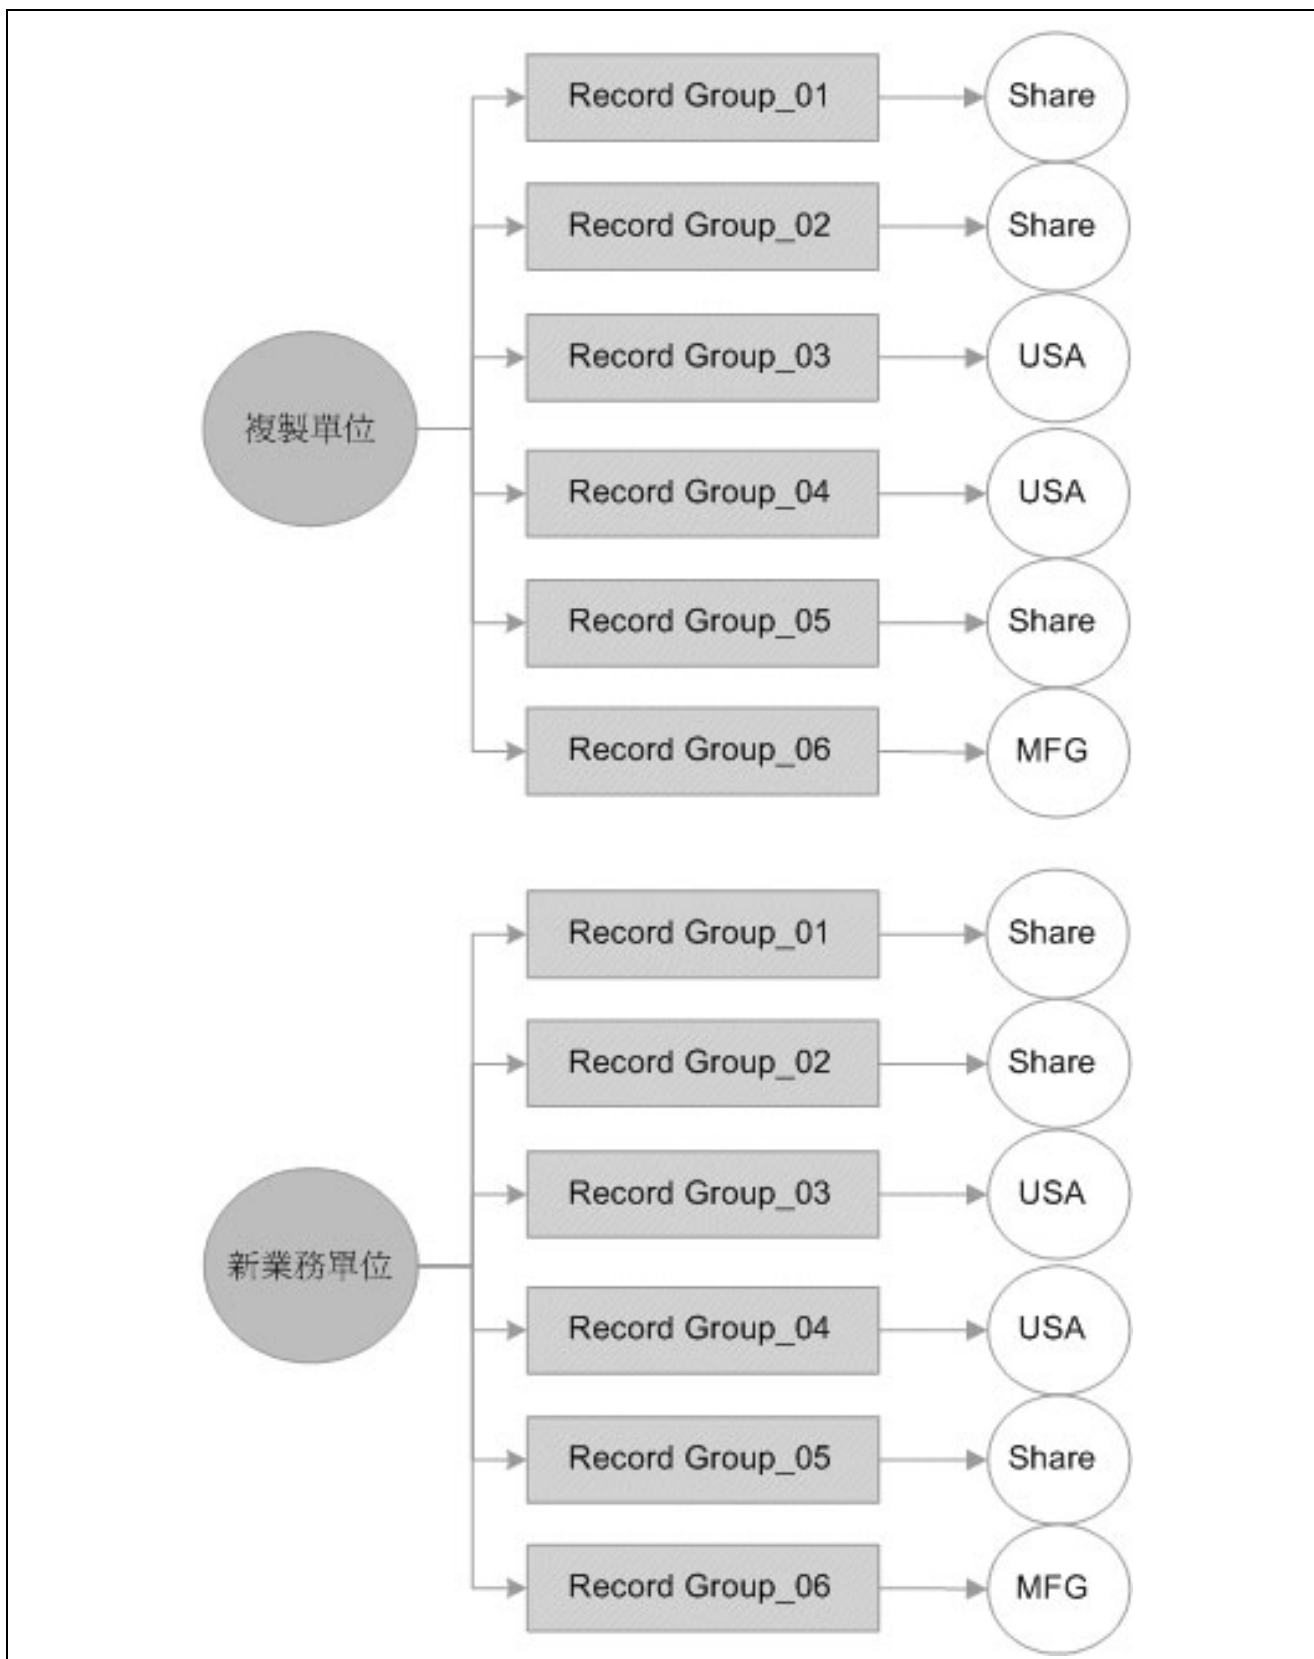 Record Group_01
Share
Record Group_02
Share
Record Group_03
USA
複製單位
Record Group_04
USA
Record Group_05
Share
Record Group_06
MFG
Record Group_01
Share
Record Group_02
Share
Record Group_03
USA
新業務單位
Record Group_04
USA
Record Group_05
Share
Record Group_06
MFG